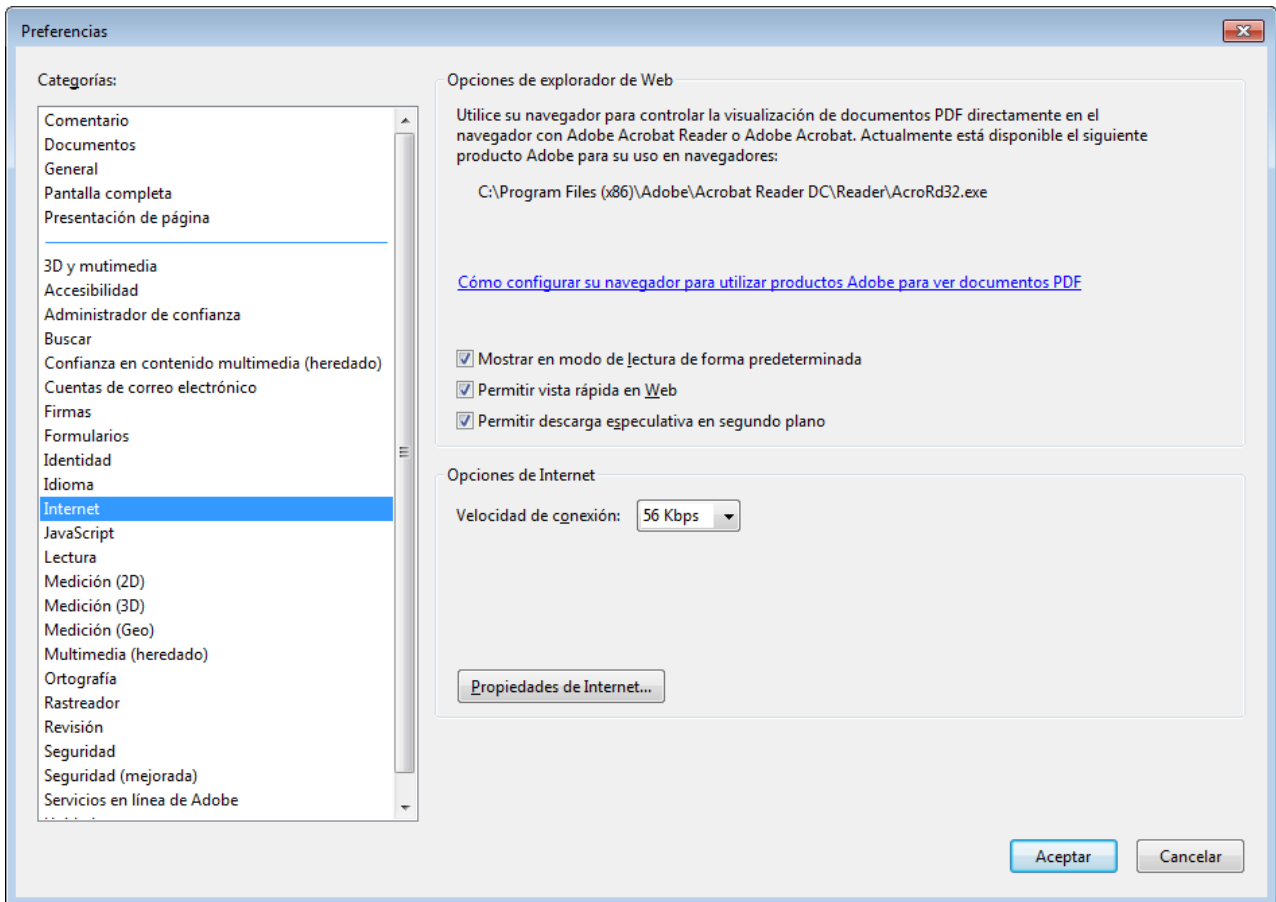 Preferencias
Categorías:
Comentario
Documentos
General
Pantalla completa
Presentación de página
3D y mutimedia
Accesibilidad
Administrador de confianza
Buscar
Confianza en contenido multimedia (heredado)
Cuentas de correo electrónico
Firmas
Formularios
Identidad
Idioma
Internet
JavaScript
Lectura
Medición (2D)
Medición (3D)
Medición (Geo)
Multimedia (heredado)
Ortografía
Rastreador
Revisión
Seguridad
Seguridad (mejorada)
Servicios en línea de Adobe
Opciones de explorador de Web
Utilice su navegador para controlar la visualización de documentos PDF directamente en el
navegador con Adobe Acrobat Reader o Adobe Acrobat. Actualmente está disponible el siguiente
producto Adobe para su uso en navegadores:
C:\Program Files (x86)\Adobe\Acrobat Reader DC\Reader\AcroRd32.exe
Cómo configurar su navegador para utilizar productos Adobe para ver documentos PDF
Mostrar en modo de lectura de forma predeterminada
Permitir vista rápida en Web
Permitir descarga especulativa en segundo plano
Opciones de Internet
Velocidad de conexión: 56 Kbps
Propiedades de Internet...
Aceptar Cancelar